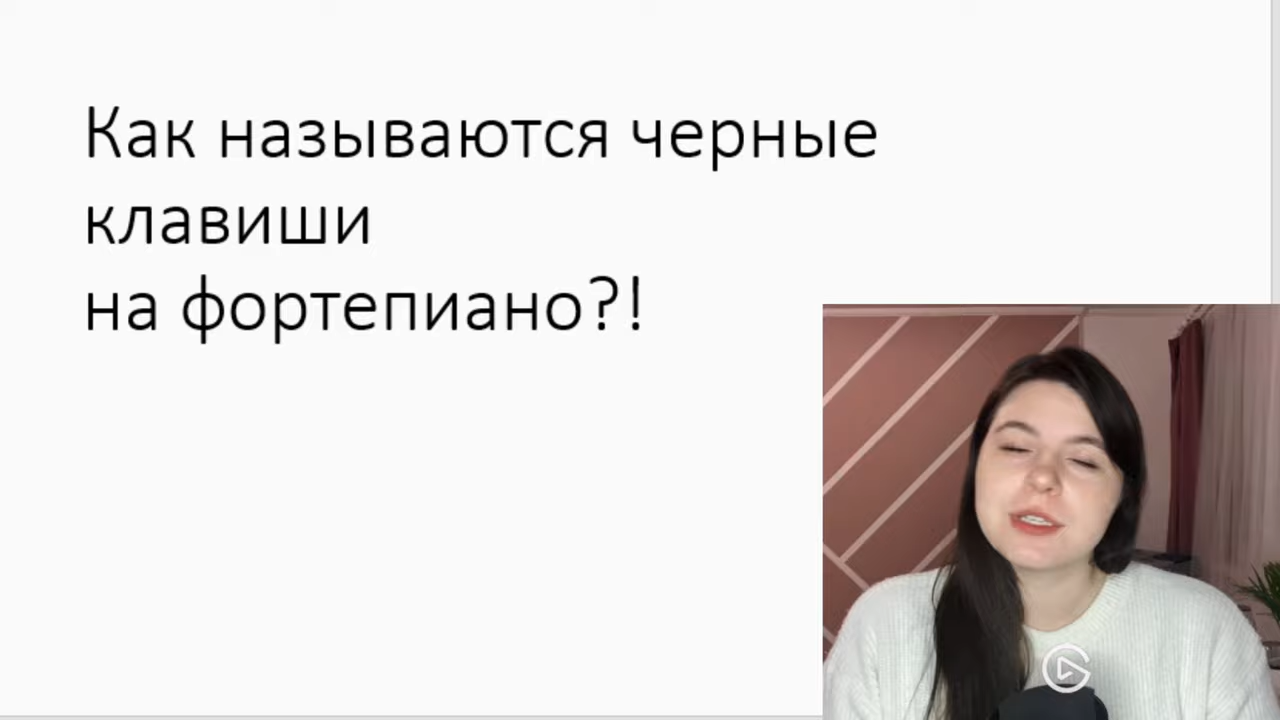 Как называются черные
клавиши
на фортепиано?!